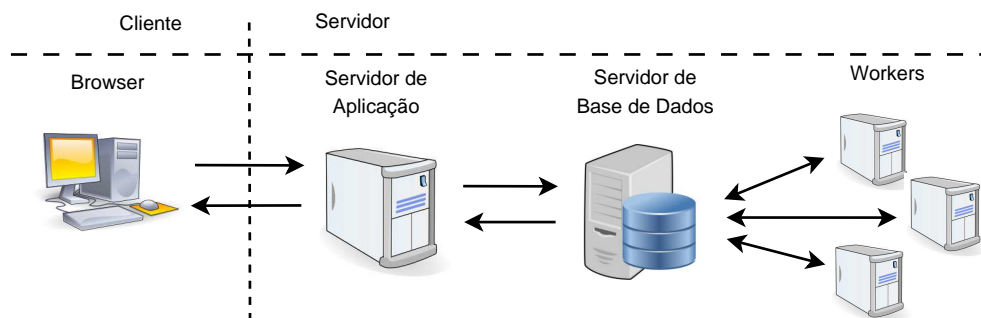 Cliente
Servidor
Browser
Servidor de
Aplicação
Servidor de
Base de Dados
Workers